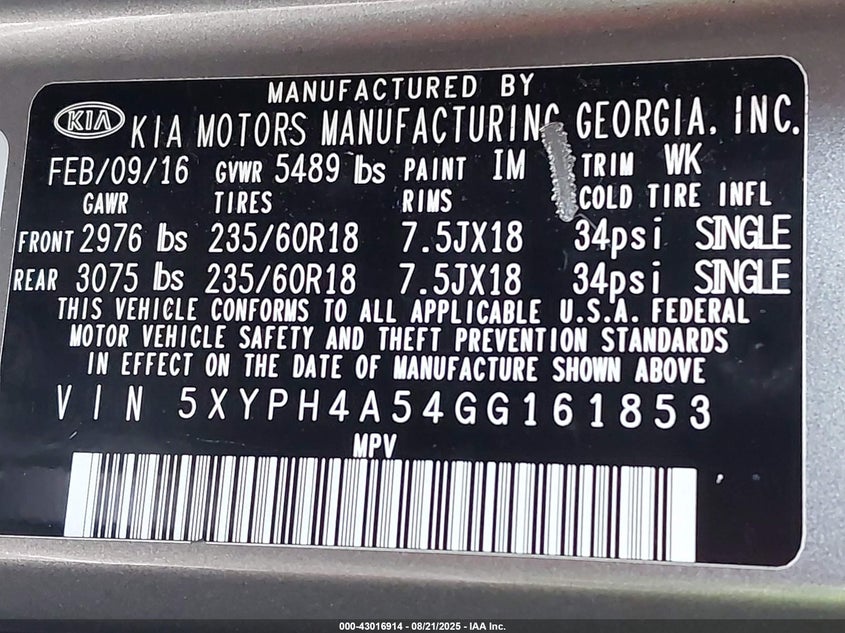 MANUFACTURED BY
KIA KIA MOTORS MANUFACTURING GEORGIA, INC.
FEB/09/16 GVWR 5489 lbs PAINT IM TRIM WK
GAWR TIRES RIMS COLD TIRE INFL
FRONT 2976 lbs 235/60R18 7.5JX18 34psi SINGLE
REAR 3075 lbs 235/60R18 7.5JX18 34psi SINGLE
THIS VEHICLE CONFORMS TO ALL APPLICABLE U.S.A. FEDERAL
MOTOR VEHICLE SAFETY AND THEFT PREVENTION STANDARDS
IN EFFECT ON THE DATE OF MANUFACTURE SHOWN ABOVE
VIN 5XYPH4A54GG161853
MPV
000-43016914 - 08/21/2025 - IAA Inc.